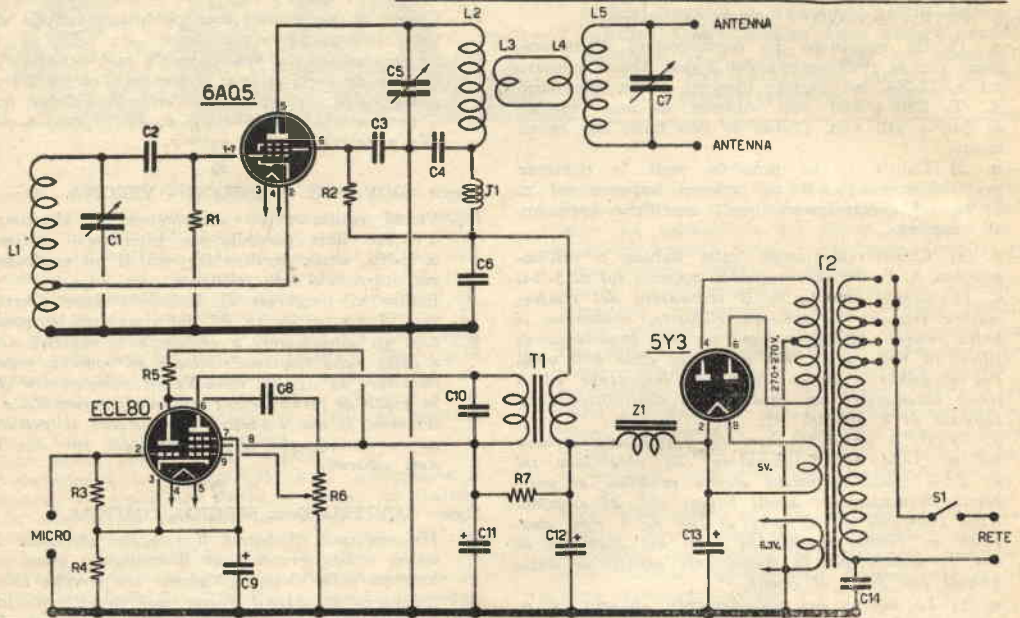 L2
L5
ANTENNA
L3
L4
6AQ5
C5
C7
5
C2
C3
C4
1-7
6
3
4
2
R2
J1
ANTENNA
L1
C1
R1
C6
T2
R5
C8
5Y3
4
6
270+270V.
ECL80
1
6
C10
T1
Z1
2
8
2
8
9
3
4
5
R3
R6
R7
5V.
S1
MICRO
RETE
C11
C12
C13
6,3V.
R4
C9
C14